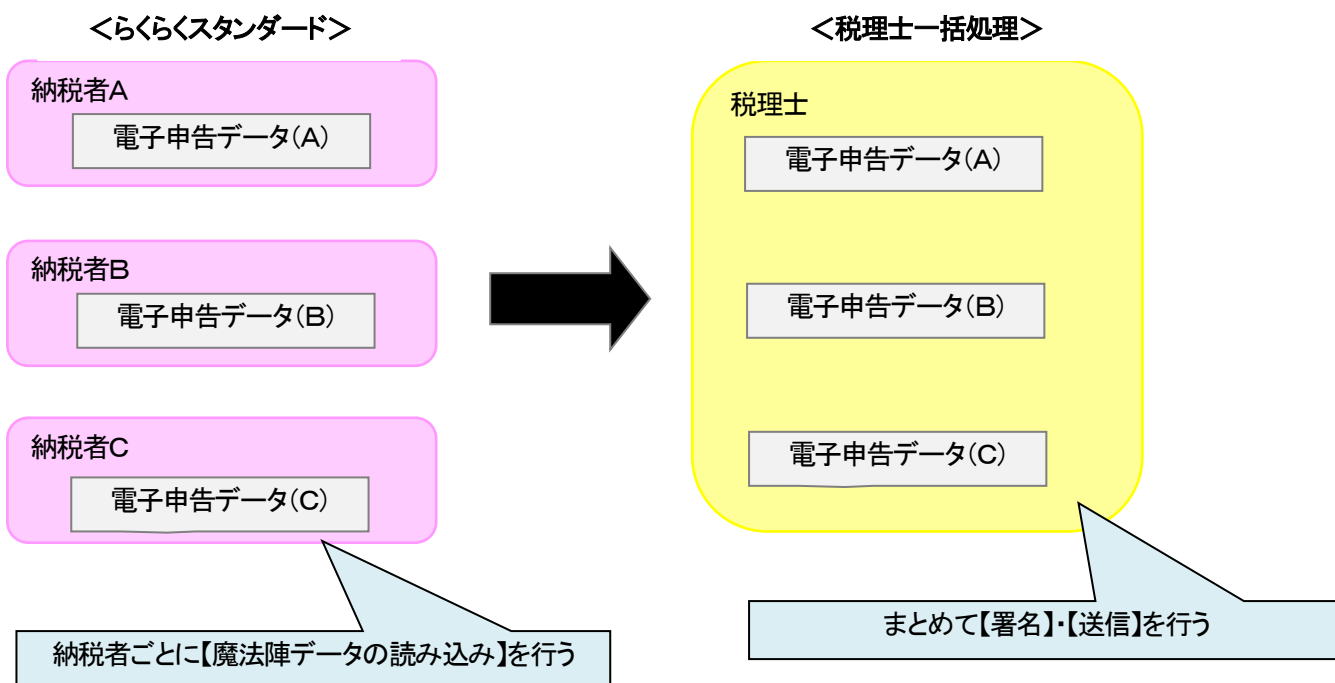 ＜らくらくスタンダード＞
納税者A
電子申告データ（A）
納税者B
電子申告データ（B）
納税者C
電子申告データ（C）
納税者ごとに【魔法陣データの読み込み】を行う
＜税理士一括処理＞
税理士
電子申告データ（A）
電子申告データ（B）
電子申告データ（C）
まとめて【署名】・【送信】を行う